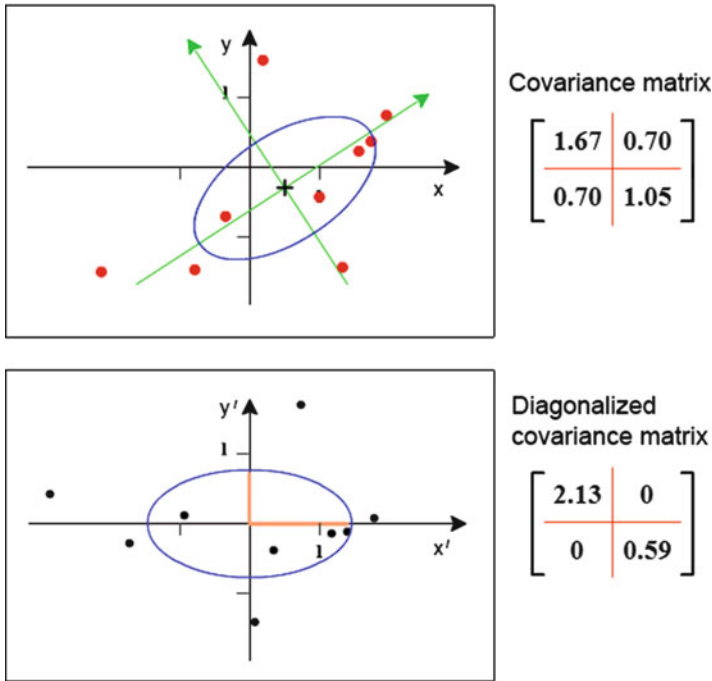 y
1
x
1
Covariance matrix
1.67 0.70
0.70 1.05
y′
1
x′
1
Diagonalized
covariance matrix
2.13 0
0 0.59